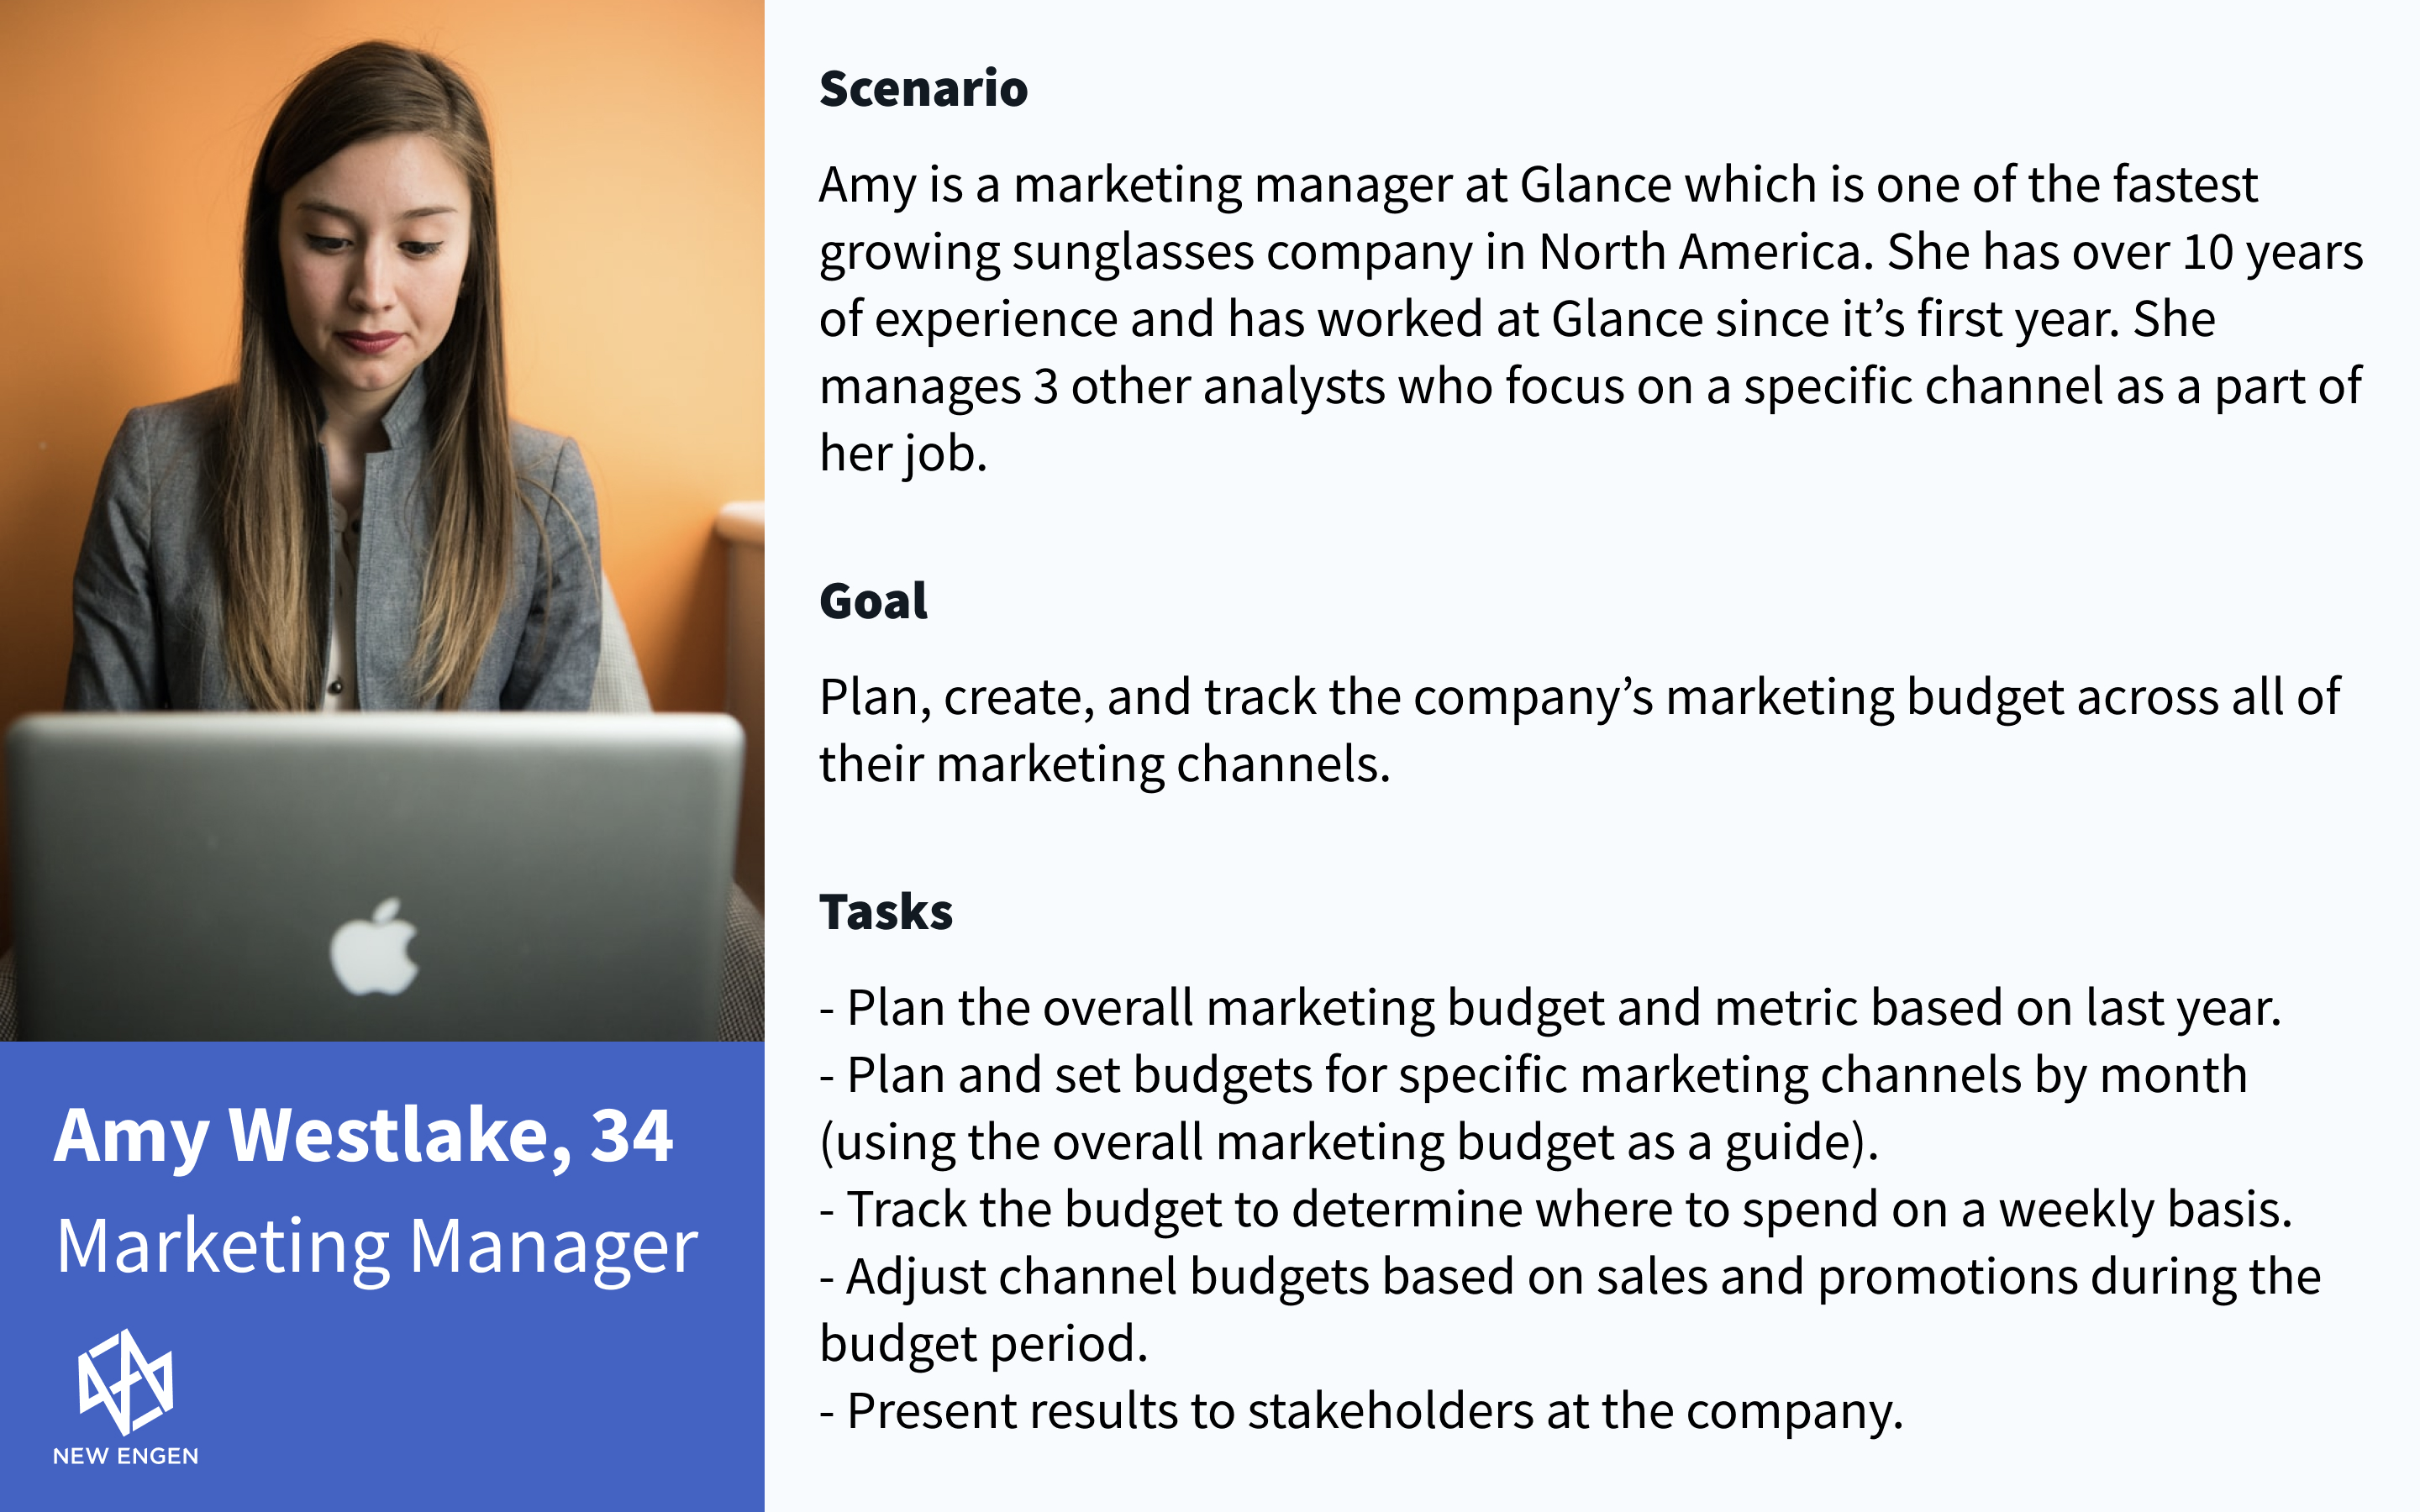 Scenario
Amy is a marketing manager at Glance which is one of the fastest
growing sunglasses company in North America. She has over 10 years
of experience and has worked at Glance since it’s first year. She
manages 3 other analysts who focus on a specific channel as a part of
her job.
Goal
Plan, create, and track the company’s marketing budget across all of
their marketing channels.
Tasks
- Plan the overall marketing budget and metric based on last year.
- Plan and set budgets for specific marketing channels by month
(using the overall marketing budget as a guide).
- Track the budget to determine where to spend on a weekly basis.
- Adjust channel budgets based on sales and promotions during the
budget period.
- Present results to stakeholders at the company.
Amy Westlake, 34
Marketing Manager
NEW ENGEN